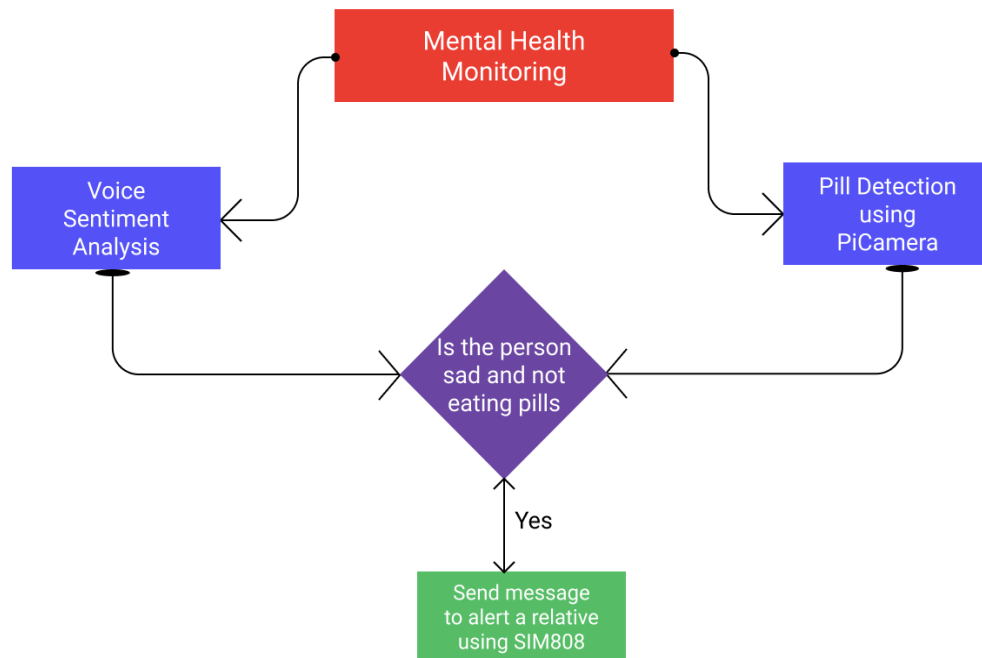 Mental Health
Monitoring
Voice
Sentiment
Analysis
Pill Detection
using
PiCamera
Is the person
sad and not
eating pills
Yes
Send message
to alert a relative
using SIM808